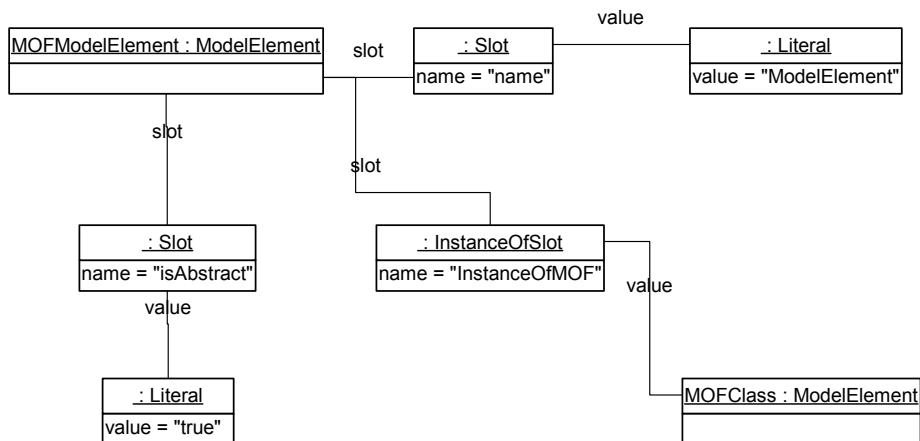 value
MOFModelElement : ModelElement
slot
: Slot
name = "name"
: Literal
value = "ModelElement"
slot
slot
: Slot
name = "isAbstract"
: InstanceOfSlot
name = "InstanceOfMOF"
value
value
: Literal
value = "true"
MOFClass : ModelElement